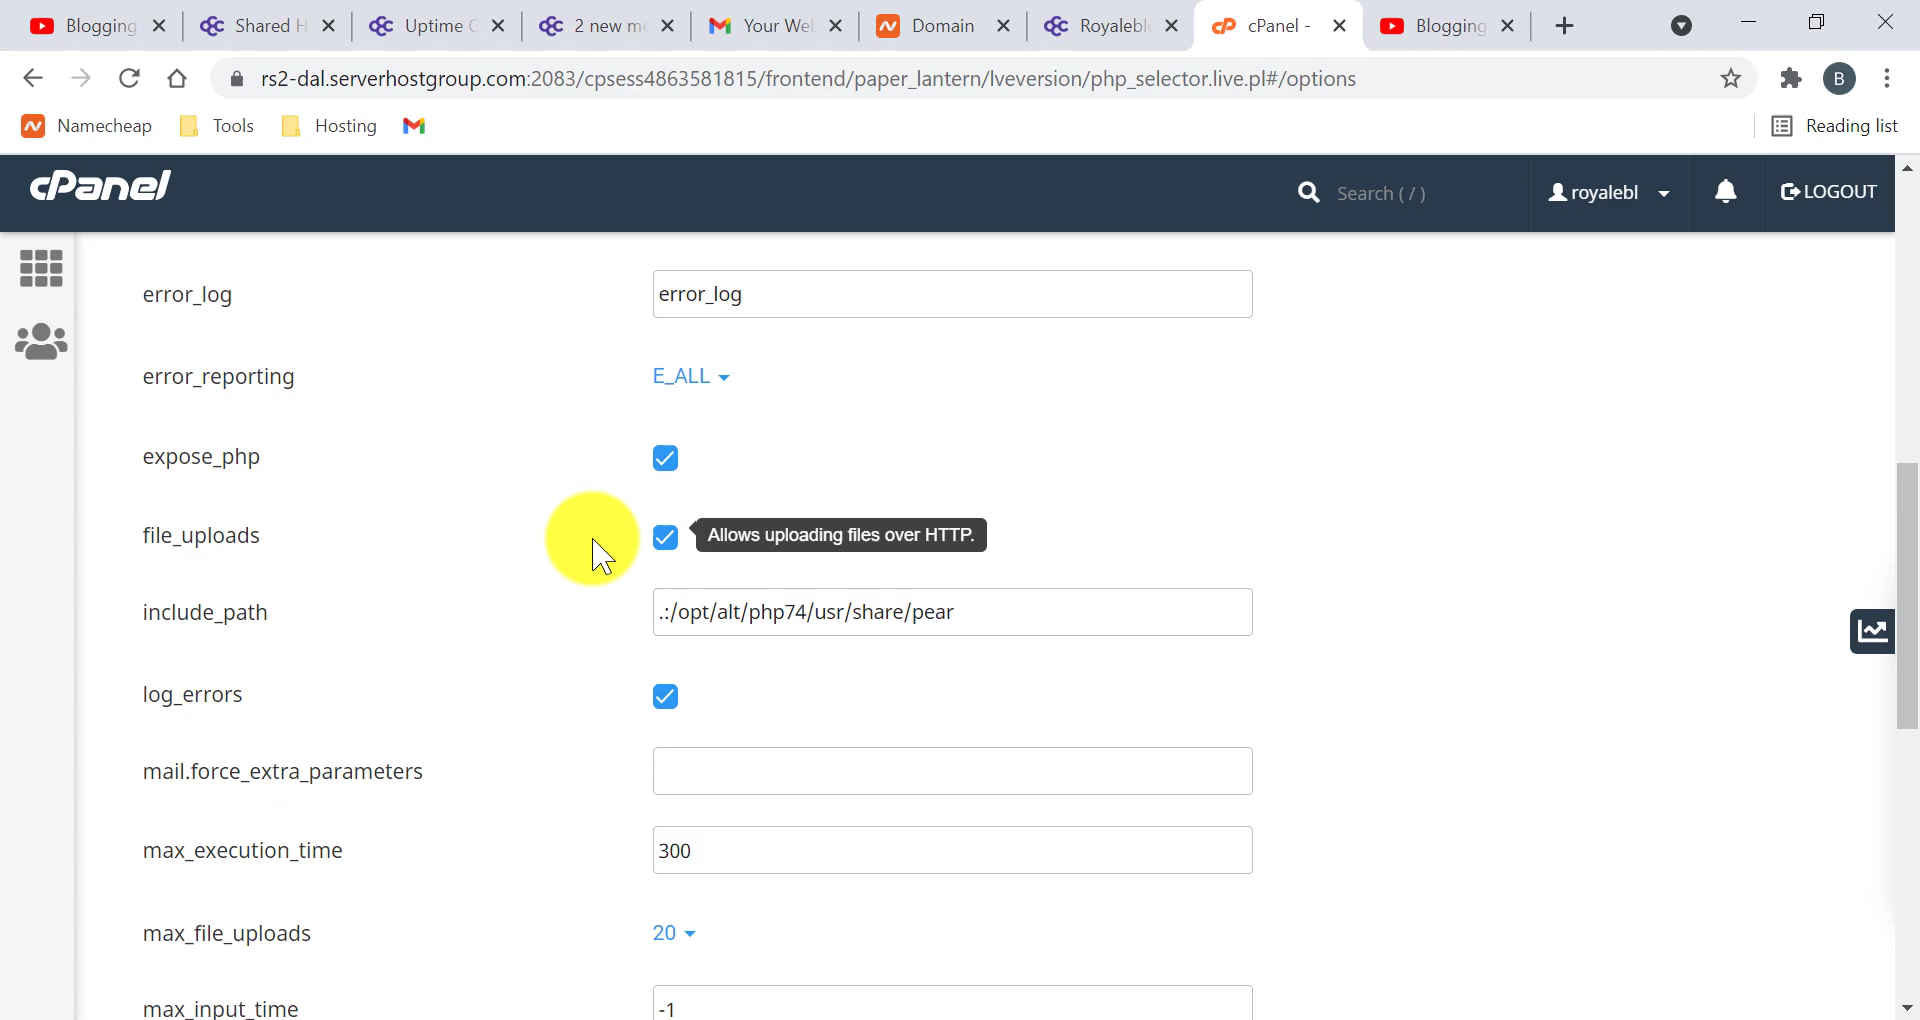 Blogging
Shared H
Uptime G
2 new me
Your Wel
Domain
Royaleble
cPanel -
Blogging
rs2-dal.serverhostgroup.com:2083/cpsess4863581815/frontend/paper_lantern/lveversion/php_selector.live.pl#/options
B
Namecheap
Tools
Hosting
Reading list
cPanel
Search ( / )
royalebl
LOGOUT
error_log
error_log
error_reporting
E_ALL
expose_php
file_uploads
Allows uploading files over HTTP.
include_path
.:/opt/alt/php74/usr/share/pear
log_errors
mail.force_extra_parameters
max_execution_time
300
max_file_uploads
20
max_input_time
-1